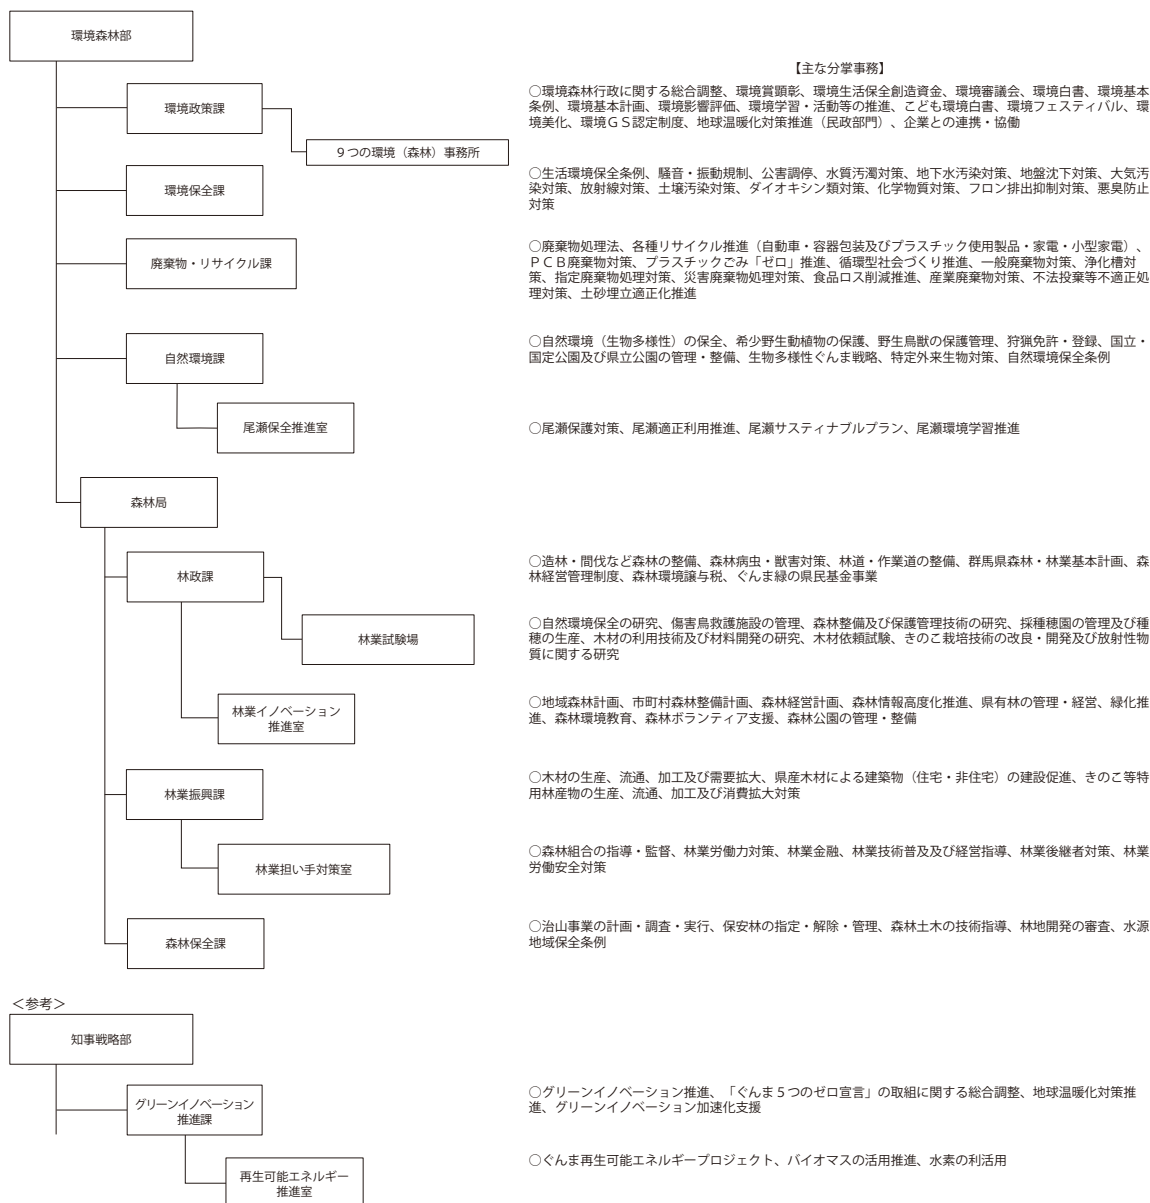 環境森林部
【主な分掌事務】
環境政策課
○環境森林行政に関する総合調整、環境賞顕彰、環境生活保全創造資金、環境審議会、環境白書、環境基本
条例、環境基本計画、環境影響評価、環境学習・活動等の推進、こども環境白書、環境フェスティバル、環
境美化、環境ＧＳ認定制度、地球温暖化対策推進（民政部門）、企業との連携・協働
９つの環境（森林）事務所
環境保全課
○生活環境保全条例、騒音・振動規制、公害調停、水質汚濁対策、地下水汚染対策、地盤沈下対策、大気汚
染対策、放射線対策、土壌汚染対策、ダイオキシン類対策、化学物質対策、フロン排出抑制対策、悪臭防止
対策
廃棄物・リサイクル課
○廃棄物処理法、各種リサイクル推進（自動車・容器包装及びプラスチック使用製品・家電・小型家電）、
ＰＣＢ廃棄物対策、プラスチックごみ「ゼロ」推進、循環型社会づくり推進、一般廃棄物対策、浄化槽対
策、指定廃棄物処理対策、災害廃棄物処理対策、食品ロス削減推進、産業廃棄物対策、不法投棄等不適正処
理対策、土砂埋立適正化推進
自然環境課
○自然環境（生物多様性）の保全、希少野生動植物の保護、野生鳥獣の保護管理、狩猟免許・登録、国立・
国定公園及び県立公園の管理・整備、生物多様性ぐんま戦略、特定外来生物対策、自然環境保全条例
尾瀬保全推進室
○尾瀬保護対策、尾瀬適正利用推進、尾瀬サスティナブルプラン、尾瀬環境学習推進
森林局
林政課
○造林・間伐など森林の整備、森林病虫・獣害対策、林道・作業道の整備、群馬県森林・林業基本計画、森
林経営管理制度、森林環境譲与税、ぐんま緑の県民基金事業
林業試験場
○自然環境保全の研究、傷害鳥救護施設の管理、森林整備及び保護管理技術の研究、採種穂園の管理及び種
穂の生産、木材の利用技術及び材料開発の研究、木材依頼試験、きのこ栽培技術の改良・開発及び放射性物
質に関する研究
林業イノベーション
推進室
○地域森林計画、市町村森林整備計画、森林経営計画、森林情報高度化推進、県有林の管理・経営、緑化推
進、森林環境教育、森林ボランティア支援、森林公園の管理・整備
林業振興課
○木材の生産、流通、加工及び需要拡大、県産木材による建築物（住宅・非住宅）の建設促進、きのこ等特
用林産物の生産、流通、加工及び消費拡大対策
林業担い手対策室
○森林組合の指導・監督、林業労働力対策、林業金融、林業技術普及及び経営指導、林業後継者対策、林業
労働安全対策
森林保全課
○治山事業の計画・調査・実行、保安林の指定・解除・管理、森林土木の技術指導、林地開発の審査、水源
地域保全条例
＜参考＞
知事戦略部
グリーンイノベーション
推進課
○グリーンイノベーション推進、「ぐんま５つのゼロ宣言」の取組に関する総合調整、地球温暖化対策推
進、グリーンイノベーション加速化支援
再生可能エネルギー
推進室
○ぐんま再生可能エネルギープロジェクト、バイオマスの活用推進、水素の利活用